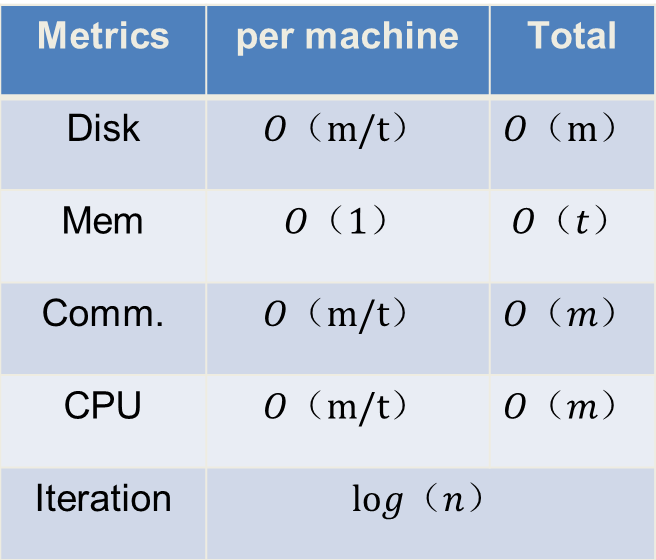 Metrics per machine Total
Disk O（m/t） O（m）
Mem O（1） O（t）
Comm. O（m/t） O（m）
CPU O（m/t） O（m）
Iteration log（n）